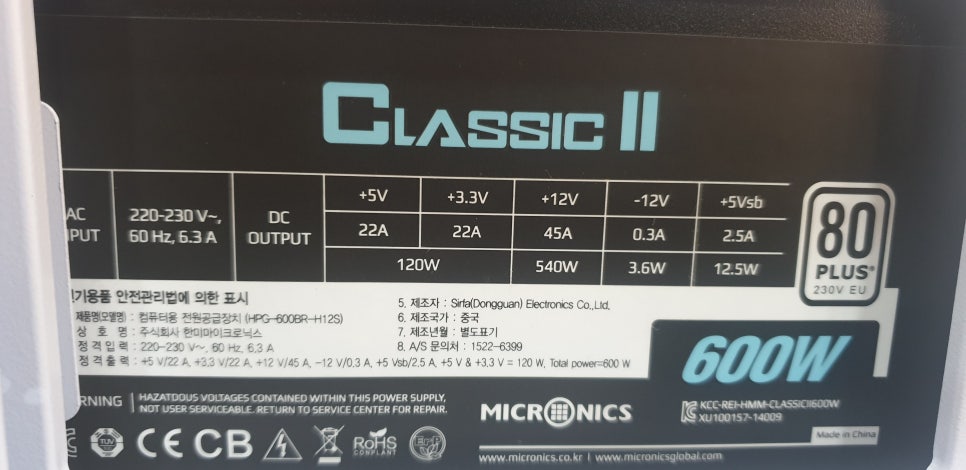 CLASSIC II
AC
INPUT
220-230 V~,
60 Hz, 6.3 A
DC
OUTPUT
+5V +3.3V +12V -12V +5Vsb
22A 22A 45A 0.3A 2.5A
120W 540W 3.6W 12.5W
80
PLUS
230V EU
전기용품 안전관리법에 의한 표시
제품명(모델명) : 컴퓨터용 전원공급장치 (HPG-600BR-H12S)
상 호 명 : 주식회사 한미마이크로닉스
정 격 입 력 : 220-230 V~, 60 Hz, 6.3 A
정 격 출 력 : +5 V/22 A, +3.3 V/22 A, +12 V/45 A, -12 V/0.3 A, +5 Vsb/2.5 A, +5 V & +3.3 V = 120 W, Total power=600 W
5. 제조자 : Sirfa(Dongguan) Electronics Co.,Ltd.
6. 제조국가 : 중국
7. 제조년월 : 별도표기
8. A/S 문의처 : 1522-6399
600W
WARNING
HAZATDOUS VOLTAGES CONTAINED WITHIN THIS POWER SUPPLY,
NOT USER SERVICEABLE. RETURN TO SERVICE CENTER FOR REPAIR.
MICRONICS
KCC-REI-HMM-CLASSICII600W
XU100157-14009
Made in China
TUV
CE CB
RoHS
COMPLIANT
ErP
www.micronics.co.kr | www.micronicsglobal.com